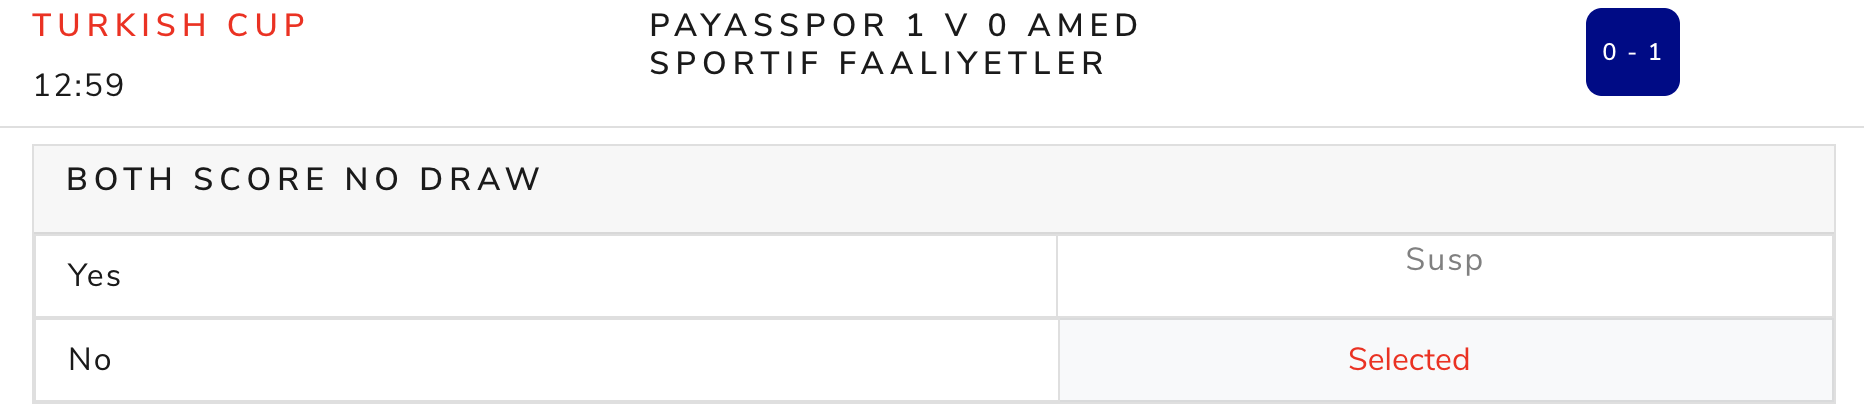 TURKISH CUP
12:59
PAYASSPOR 1 V 0 AMED
SPORTIF FAALIYETLER
0 - 1
BOTH SCORE NO DRAW
Yes
Susp
No
Selected